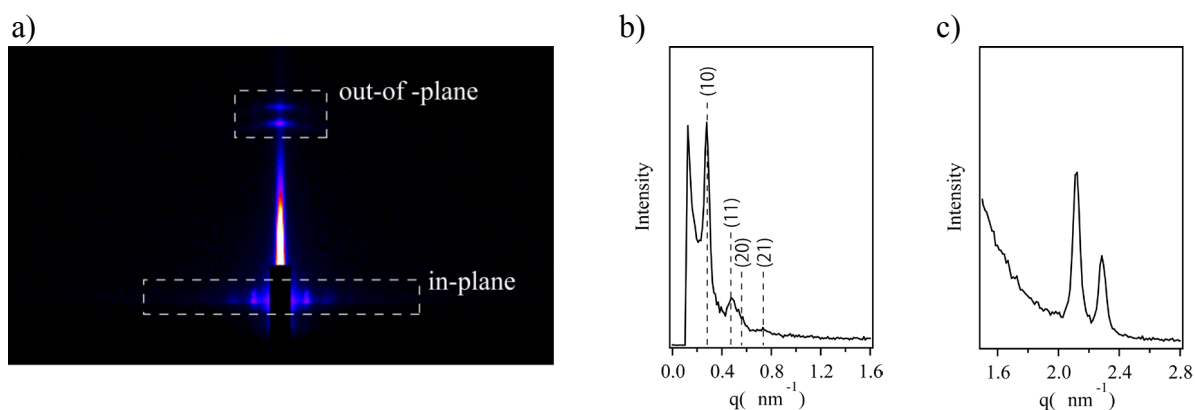 a)
out-of -plane
in-plane
b)
Intensity
(10)
(11)
(20)
(21)
0.0 0.4 0.8 1.2 1.6
q( nm⁻¹)
c)
Intensity
1.6 2.0 2.4 2.8
q( nm⁻¹)